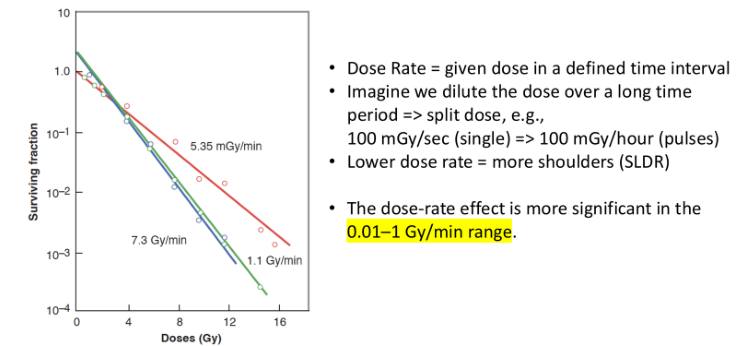 10
1.0
10–1
10–2
10–3
10–4
Surviving fraction
5.35 mGy/min
7.3 Gy/min
1.1 Gy/min
0 4 8 12 16
Doses (Gy)
• Dose Rate = given dose in a defined time interval
• Imagine we dilute the dose over a long time
period => split dose, e.g.,
100 mGy/sec (single) => 100 mGy/hour (pulses)
• Lower dose rate = more shoulders (SLDR)
• The dose-rate effect is more significant in the
0.01–1 Gy/min range.